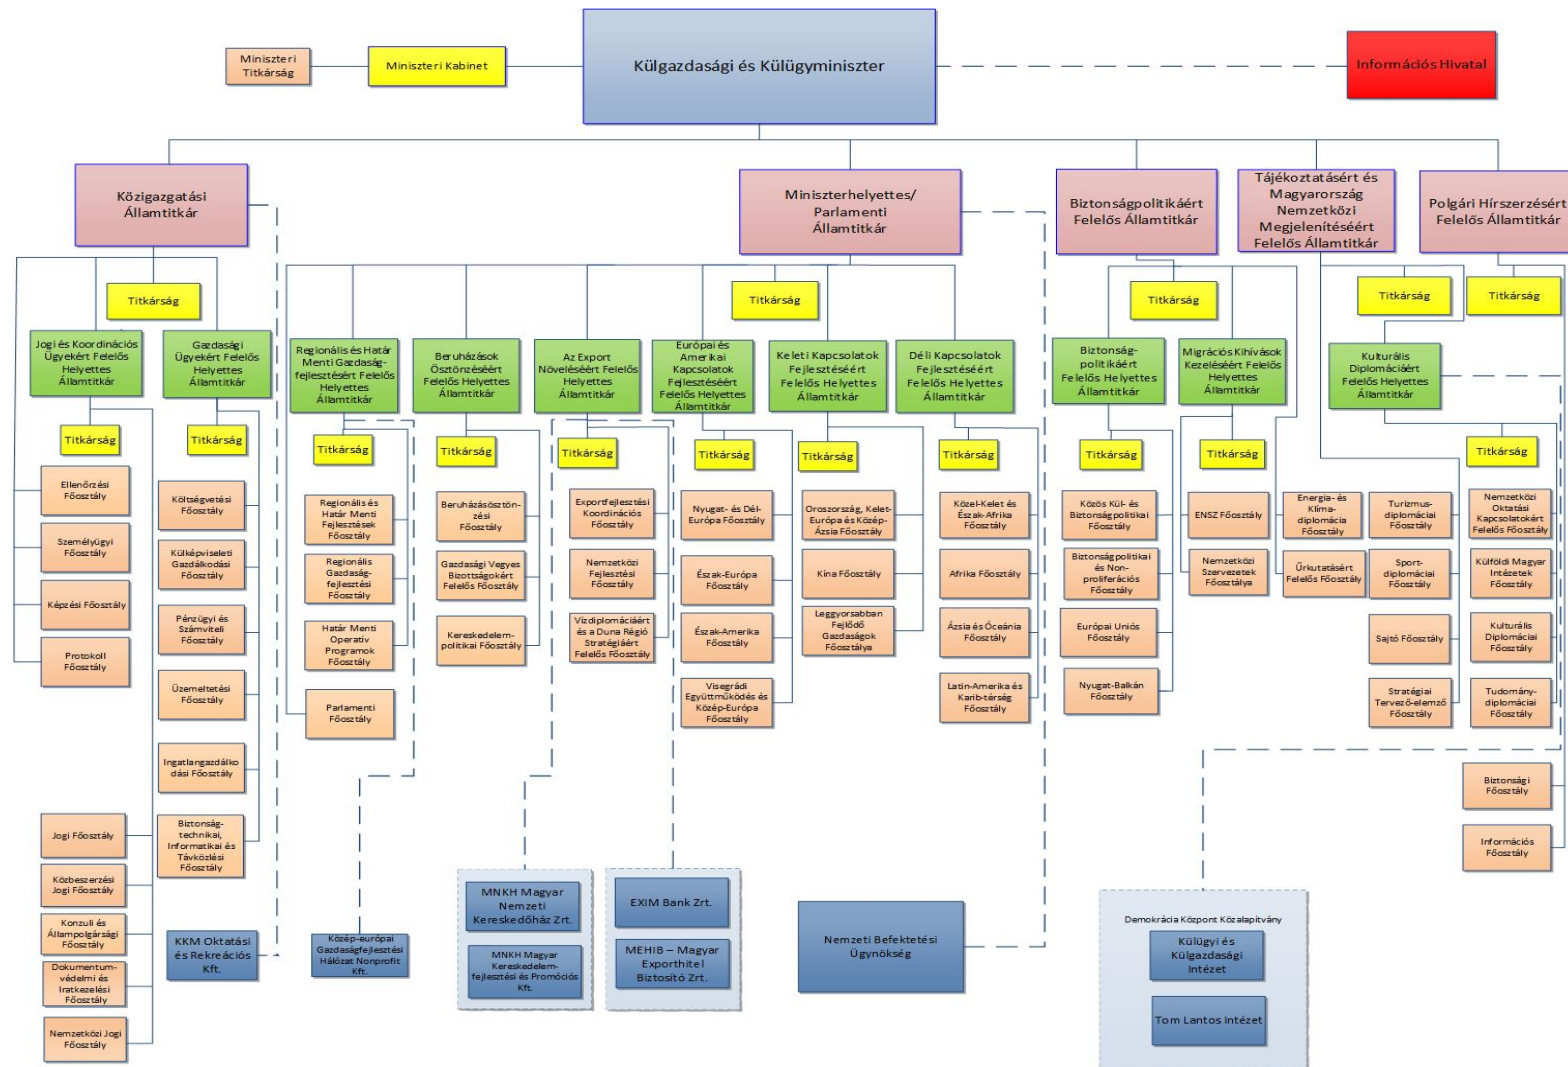 Miniszteri
Titkárság
Miniszteri Kabinet
Külgazdasági és Külügyminiszter
Információs Hivatal
Közigazgatási
Államtitkár
Miniszterhelyettes/
Parlamenti
Államtitkár
Biztonságpolitikáért
Felelős Államtitkár
Tájékoztatásért és
Magyarország
Nemzetközi
Megjelenítéséért
Felelős Államtitkár
Polgári Hírszerzésért
Felelős Államtitkár
Titkárság
Titkárság
Titkárság
Titkárság
Titkárság
Jogi és Koordinációs
Ügyekért Felelős
Helyettes
Államtitkár
Gazdasági
Ügyekért Felelős
Helyettes
Államtitkár
Regionális és Határ
Menti Gazdaság-
fejlesztésért Felelős
Helyettes
Államtitkár
Beruházások
Ösztönzéséért
Felelős Helyettes
Államtitkár
Az Export
Növeléséért Felelős
Helyettes
Államtitkár
Európai és
Amerikai
Kapcsolatok
Fejlesztéséért
Felelős Helyettes
Államtitkár
Keleti Kapcsolatok
Fejlesztéséért
Felelős Helyettes
Államtitkár
Déli Kapcsolatok
Fejlesztéséért
Felelős Helyettes
Államtitkár
Biztonság-
politikáért
Felelős Helyettes
Államtitkár
Migrációs Kihívások
Kezeléséért Felelős
Helyettes
Államtitkár
Kulturális
Diplomáciáért
Felelős Helyettes
Államtitkár
Titkárság
Titkárság
Titkárság
Titkárság
Titkárság
Titkárság
Titkárság
Titkárság
Titkárság
Titkárság
Titkárság
Ellenőrzési
Főosztály
Személyügyi
Főosztály
Képzési Főosztály
Protokoll
Főosztály
Költségvetési
Főosztály
Külképviseleti
Gazdálkodási
Főosztály
Pénzügyi és
Számviteli
Főosztály
Üzemeltetési
Főosztály
Ingatlangazdálko
dási Főosztály
Biztonság-
technikai,
Informatikai és
Távközlési
Főosztály
Regionális és
Határ Menti
Fejlesztések
Főosztály
Regionális
Gazdaság-
fejlesztési
Főosztály
Határ Menti
Operatív
Programok
Főosztály
Parlamenti
Főosztály
Beruházásösztön-
zési
Főosztály
Gazdasági Vegyes
Bizottságokért
Felelős Főosztály
Kereskedelem-
politikai Főosztály
Exportfejlesztési
Koordinációs
Főosztály
Nemzetközi
Fejlesztési
Főosztály
Vízdiplomáciáért
és a Duna Régió
Stratégiáért
Felelős Főosztály
Nyugat- és Dél-
Európa Főosztály
Észak-Európa
Főosztály
Észak-Amerika
Főosztály
Visegrádi
Együttműködés és
Közép-Európa
Főosztály
Oroszország, Kelet-
Európa és Közép-
Ázsia Főosztály
Kína Főosztály
Leggyorsabban
Fejlődő
Gazdaságok
Főosztálya
Közel-Kelet és
Észak-Afrika
Főosztály
Afrika Főosztály
Ázsia és Óceánia
Főosztály
Latin-Amerika és
Karib-térség
Főosztály
Közös Kül- és
Biztonságpolitikai
Főosztály
Biztonságpolitikai
és Non-
proliferációs
Főosztály
Európai Uniós
Főosztály
Nyugat-Balkán
Főosztály
ENSZ Főosztály
Nemzetközi
Szervezetek
Főosztálya
Energia- és
Klíma-
diplomácia
Főosztály
Űrkutatásért
Felelős Főosztály
Turizmus-
diplomáciai
Főosztály
Sport-
diplomáciai
Főosztály
Sajtó Főosztály
Stratégiai
Tervező-elemző
Főosztály
Nemzetközi
Oktatási
Kapcsolatokért
Felelős Főosztály
Külföldi Magyar
Intézetek
Főosztály
Kulturális
Diplomáciai
Főosztály
Tudomány-
diplomáciai
Főosztály
Biztonsági
Főosztály
Információs
Főosztály
Jogi Főosztály
Közbeszerzési
Jogi Főosztály
Konzuli és
Állampolgársági
Főosztály
Dokumentum-
védelmi és
Iratkezelési
Főosztály
Nemzetközi Jogi
Főosztály
KKM Oktatási
és Rekreációs
Kft.
Közép-európai
Gazdaságfejlesztési
Hálózat Nonprofit
Kft.
MNKH Magyar
Nemzeti
Kereskedőház Zrt.
MNKH Magyar
Kereskedelem-
fejlesztési és Promóciós
Kft.
EXIM Bank Zrt.
MEHIB – Magyar
Exporthitel
Biztosító Zrt.
Nemzeti Befektetési
Ügynökség
Demokrácia Központ Közalapítvány
Külügyi és
Külgazdasági
Intézet
Tom Lantos Intézet